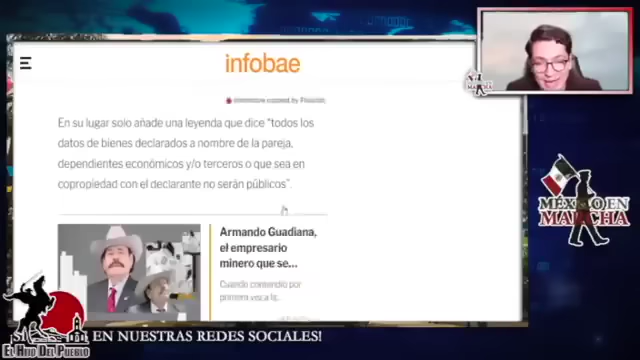 infobae
En su lugar solo añade una leyenda que dice "todos los
datos de bienes declarados a nombre de la pareja,
dependientes económicos y/o terceros o que sea en
copropiedad con el declarante no serán públicos".
Armando Guadiana,
el empresario
minero que se...
Cuando contendió por
primera vez a la
MÉXICO EN
MARCHA
EN NUESTRAS REDES SOCIALES!
EL HIJO DEL PUEBLO